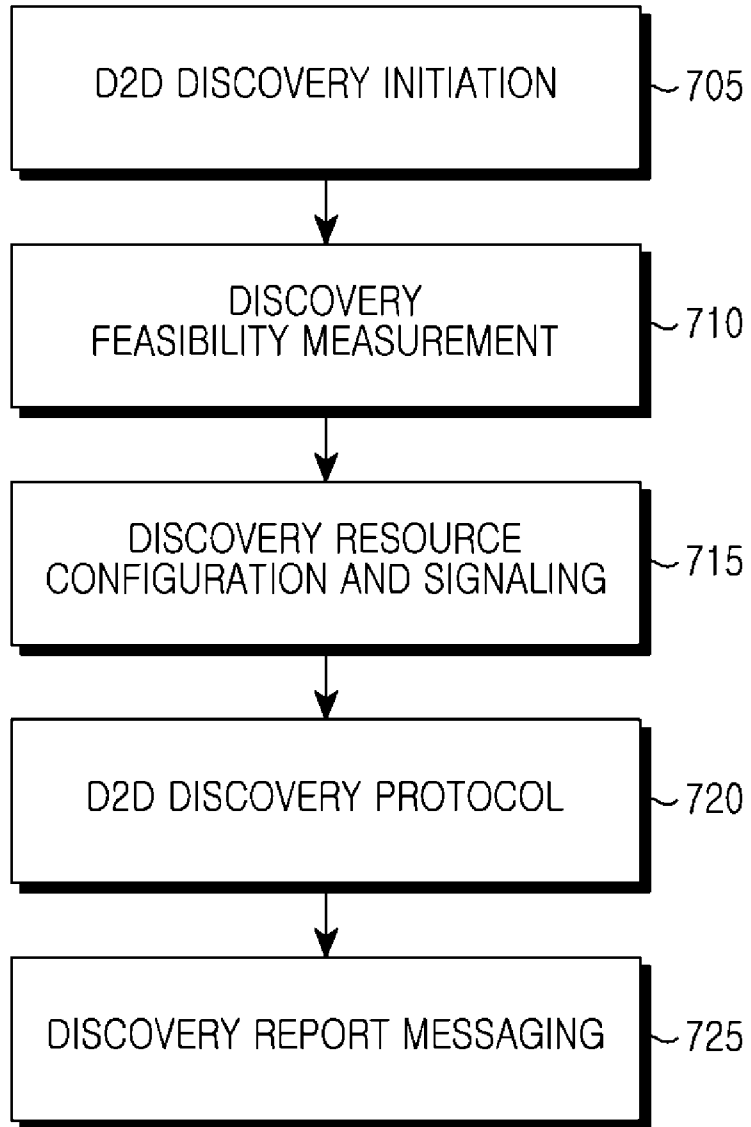 D2D DISCOVERY INITIATION
705
DISCOVERY
FEASIBILITY MEASUREMENT
710
DISCOVERY RESOURCE
CONFIGURATION AND SIGNALING
715
D2D DISCOVERY PROTOCOL
720
DISCOVERY REPORT MESSAGING
725